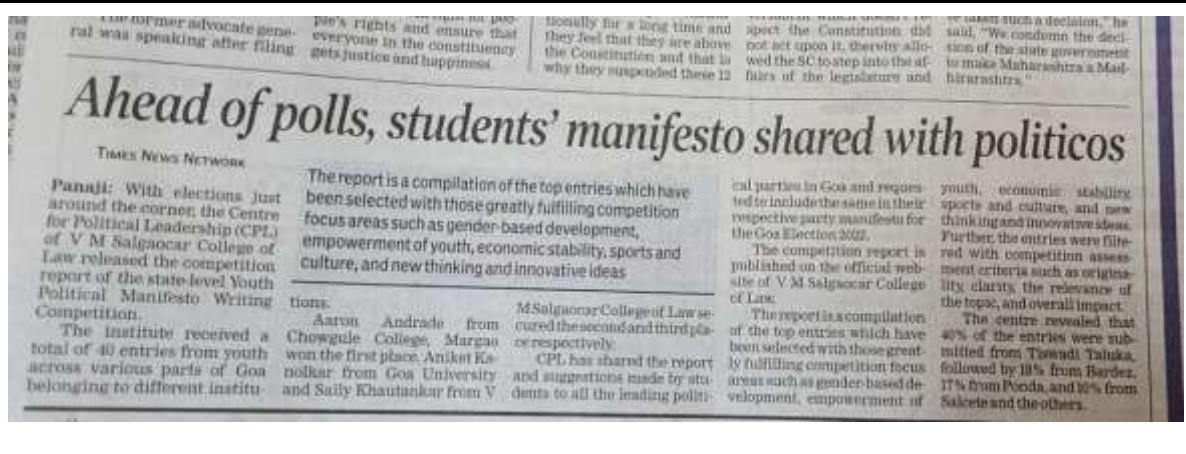 The former advocate gene-
ral was speaking after filing
ple's rights and ensure that
everyone in the constituency
gets justice and happiness.
tionally for a long time and
they feel that they are above
the Constitution and that is
why they suspended these 12
spect the Constitution did
not act upon it, thereby allo-
wed the SC to step into the af-
fairs of the legislature and
taken such a decision," he
said, "We condemn the deci-
sion of the state government
to make Maharashtra a Mad-
hirarashtra."
Ahead of polls, students' manifesto shared with politicos
TIMES NEWS NETWORK
Panaji: With elections just
around the corner, the Centre
for Political Leadership (CPL)
of V M Salgaocar College of
Law released the competition
report of the state-level Youth
Political Manifesto Writing
Competition.
The institute received a
total of 40 entries from youth
across various parts of Goa
belonging to different institu-
The report is a compilation of the top entries which have
been selected with those greatly fulfilling competition
focus areas such as gender-based development,
empowerment of youth, economic stability, sports and
culture, and new thinking and innovative ideas
tions.
Aaron Andrade from
Chowgule College, Margao
won the first place. Aniket Ka-
nolkar from Goa University
and Saily Khautankar from V
M Salgaocar College of Law se-
cured the second and third pla-
ce respectively.
CPL has shared the report
and suggestions made by stu-
dents to all the leading politi-
cal parties in Goa and reques-
ted to include the same in their
respective party manifesto for
the Goa Election 2022.
The competition report is
published on the official web-
site of V M Salgaocar College
of Law.
The report is a compilation
of the top entries which have
been selected with those great-
ly fulfilling competition focus
areas such as gender-based de-
velopment, empowerment of
youth, economic stability,
sports and culture, and new
thinking and innovative ideas.
Further, the entries were filte-
red with competition assess-
ment criteria such as origina-
lity, clarity, the relevance of
the topic, and overall impact.
The centre revealed that
40% of the entries were sub-
mitted from Tiswadi Taluka,
followed by 18% from Bardez,
17% from Ponda, and 10% from
Salcete and the others.